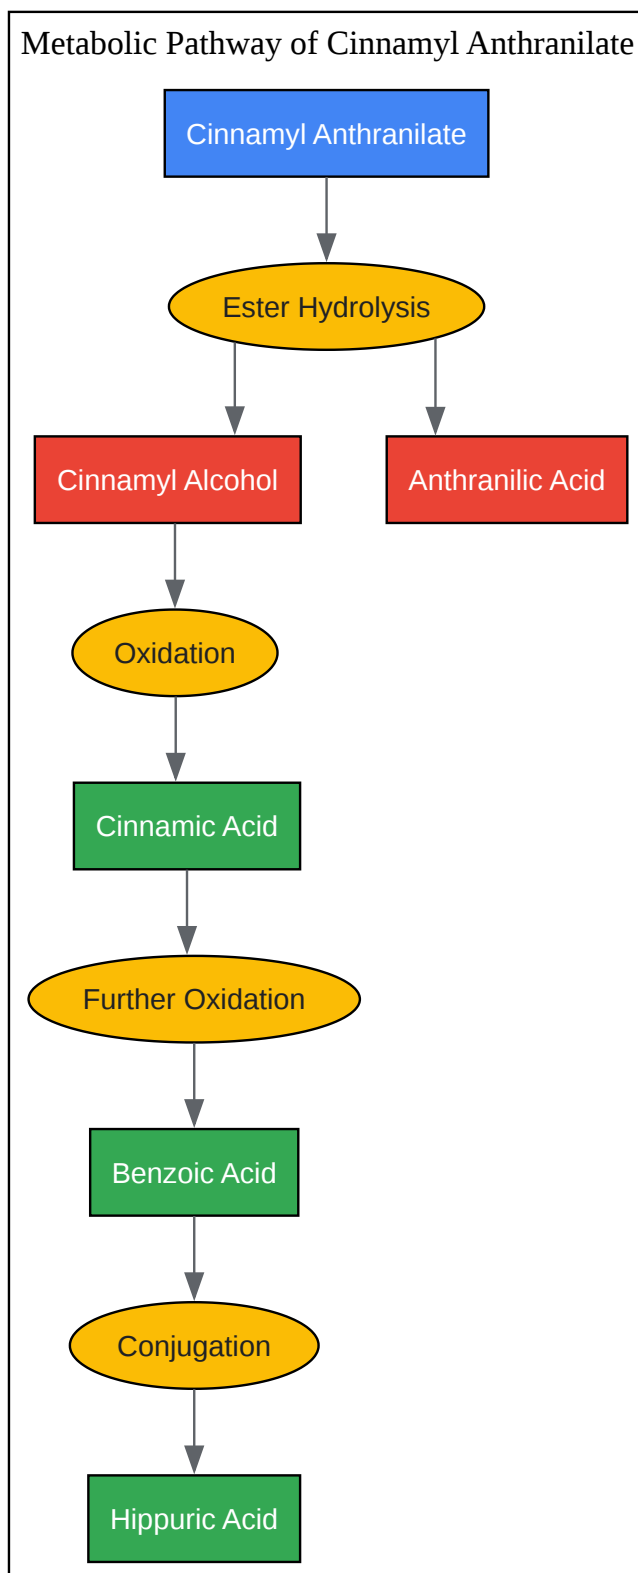 Metabolic Pathway of Cinnamyl Anthranilate
Cinnamyl Anthranilate
Ester Hydrolysis
Cinnamyl Alcohol
Anthranilic Acid
Oxidation
Cinnamic Acid
Further Oxidation
Benzoic Acid
Conjugation
Hippuric Acid